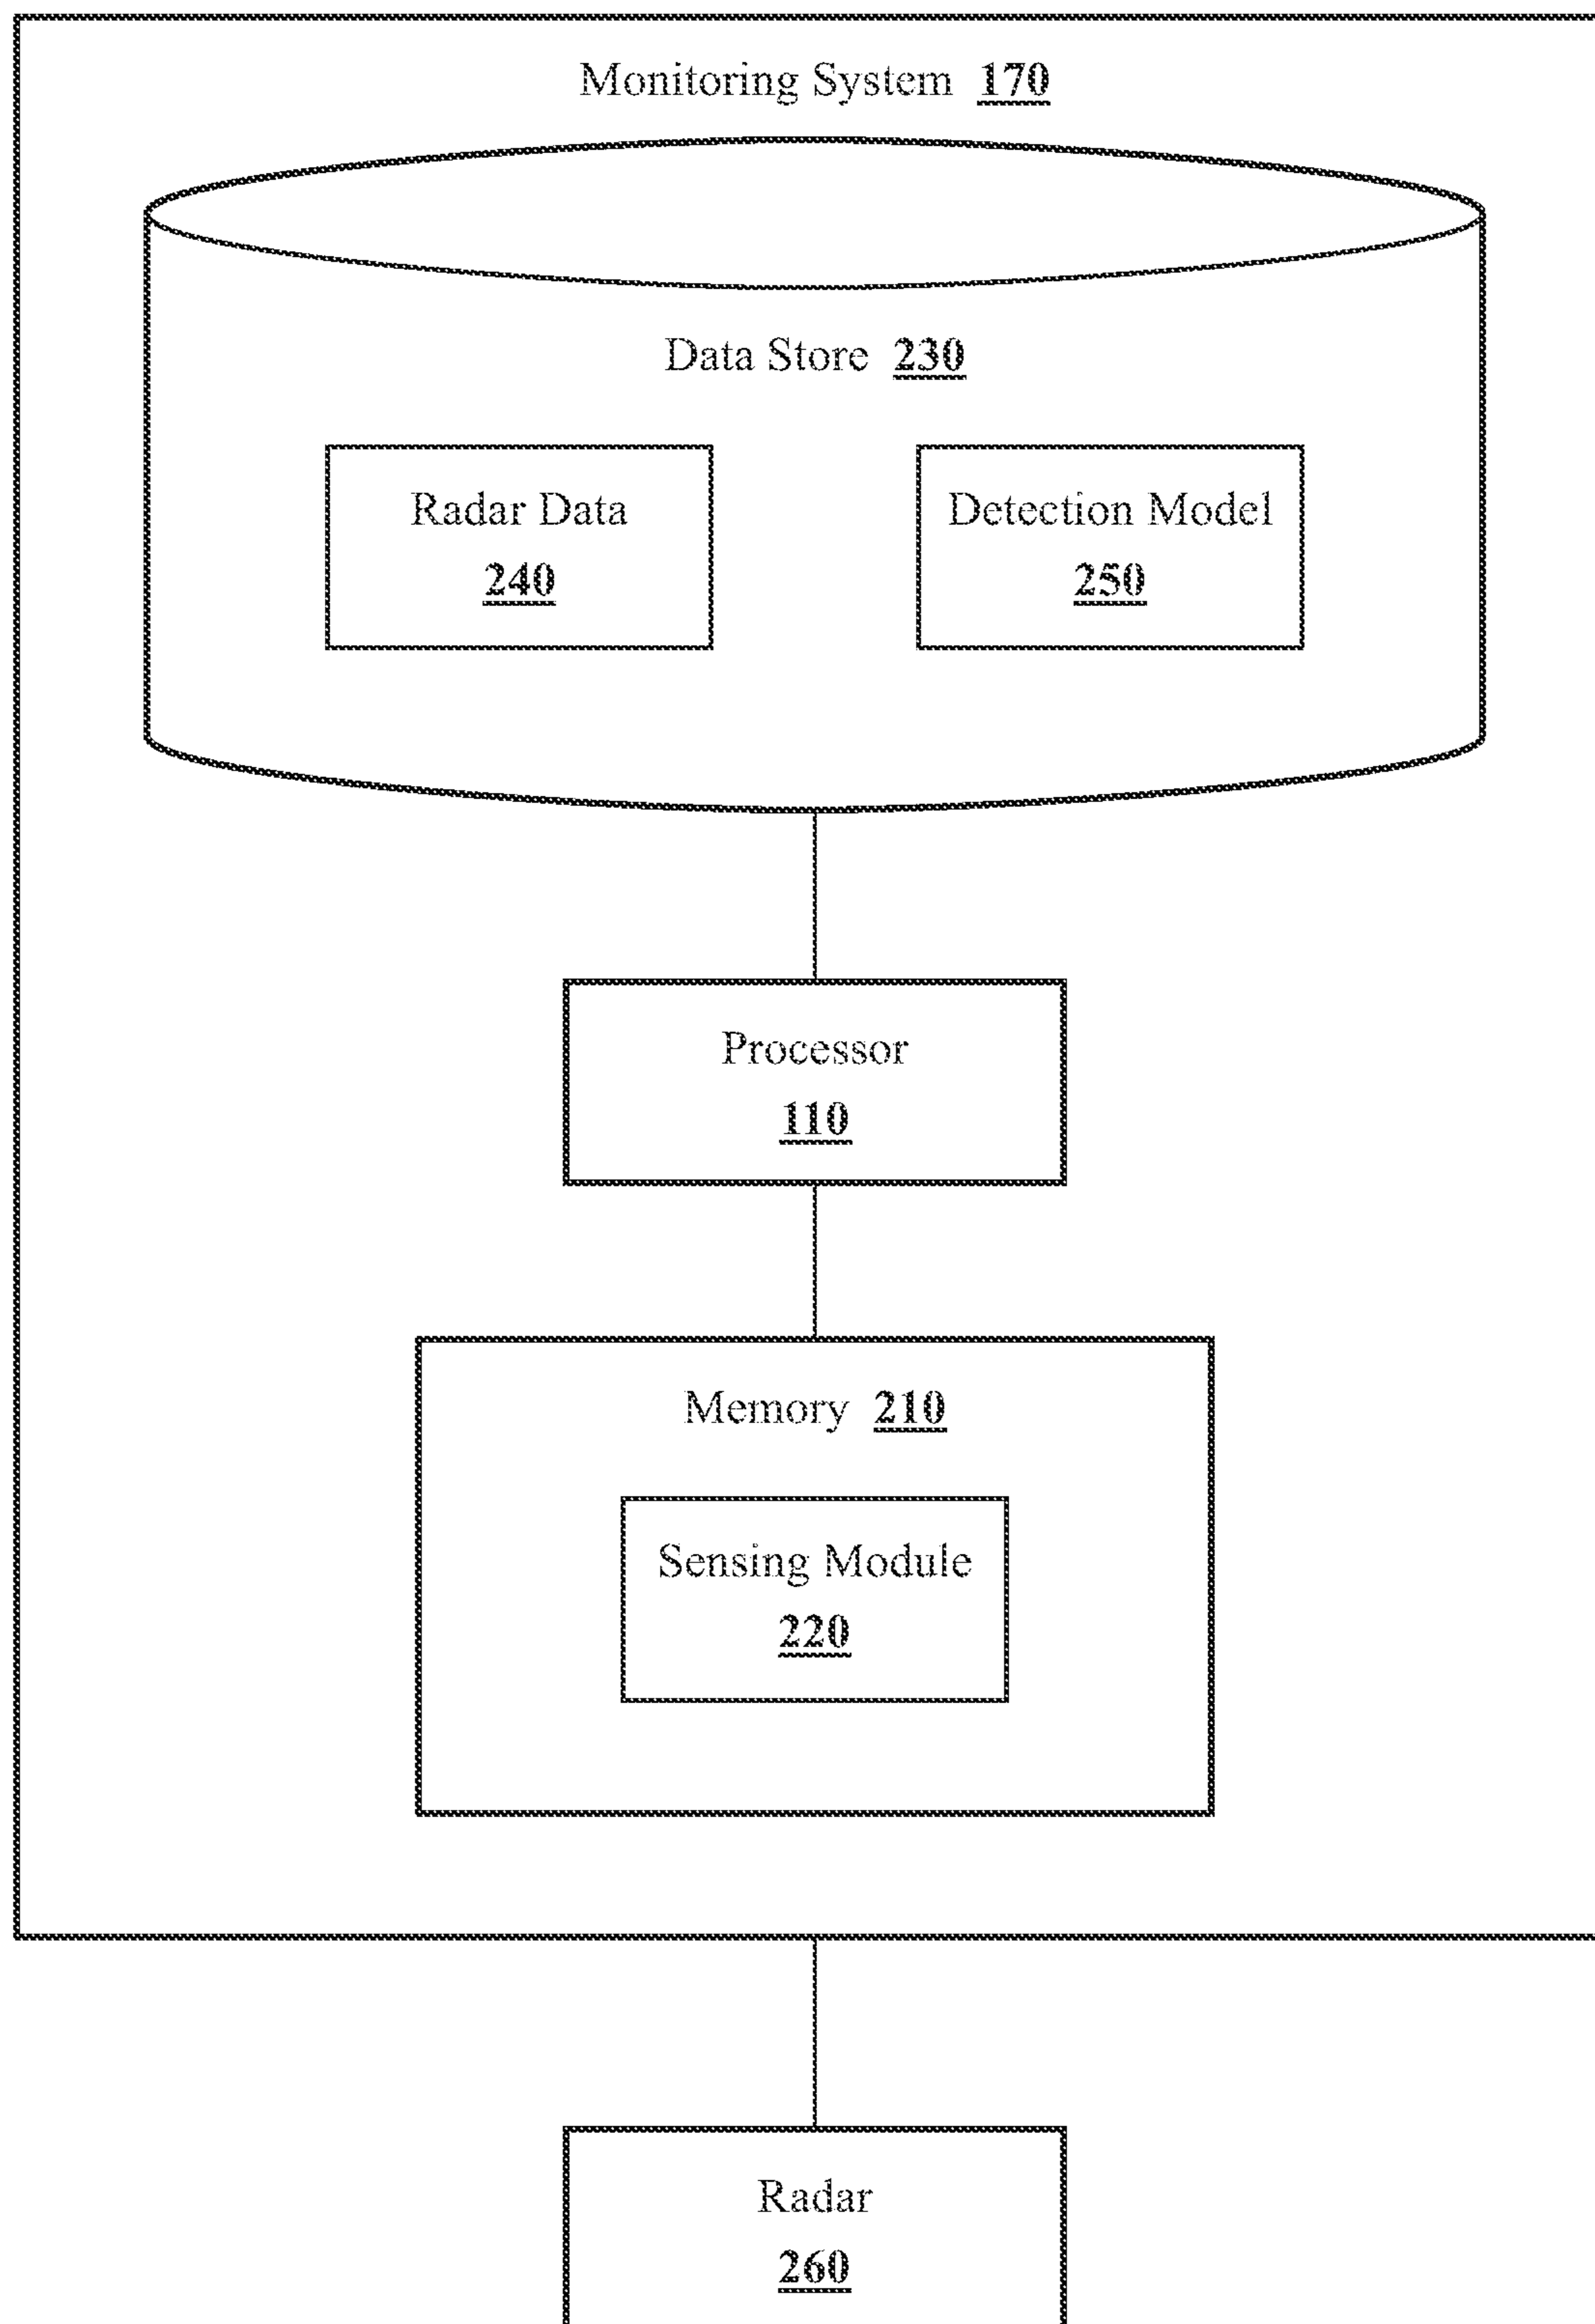 Monitoring System 170
Data Store 230
Radar Data
240
Detection Model
250
Processor
110
Memory 210
Sensing Module
220
Radar
260